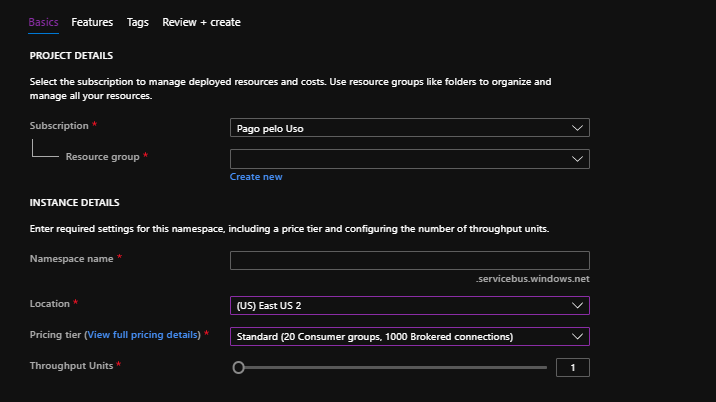 Basics Features Tags Review + create
PROJECT DETAILS
Select the subscription to manage deployed resources and costs. Use resource groups like folders to organize and
manage all your resources.
Subscription *
Pago pelo Uso
Resource group *
Create new
INSTANCE DETAILS
Enter required settings for this namespace, including a price tier and configuring the number of throughput units.
Namespace name *
.servicebus.windows.net
Location *
(US) East US 2
Pricing tier (View full pricing details) *
Standard (20 Consumer groups, 1000 Brokered connections)
Throughput Units *
1